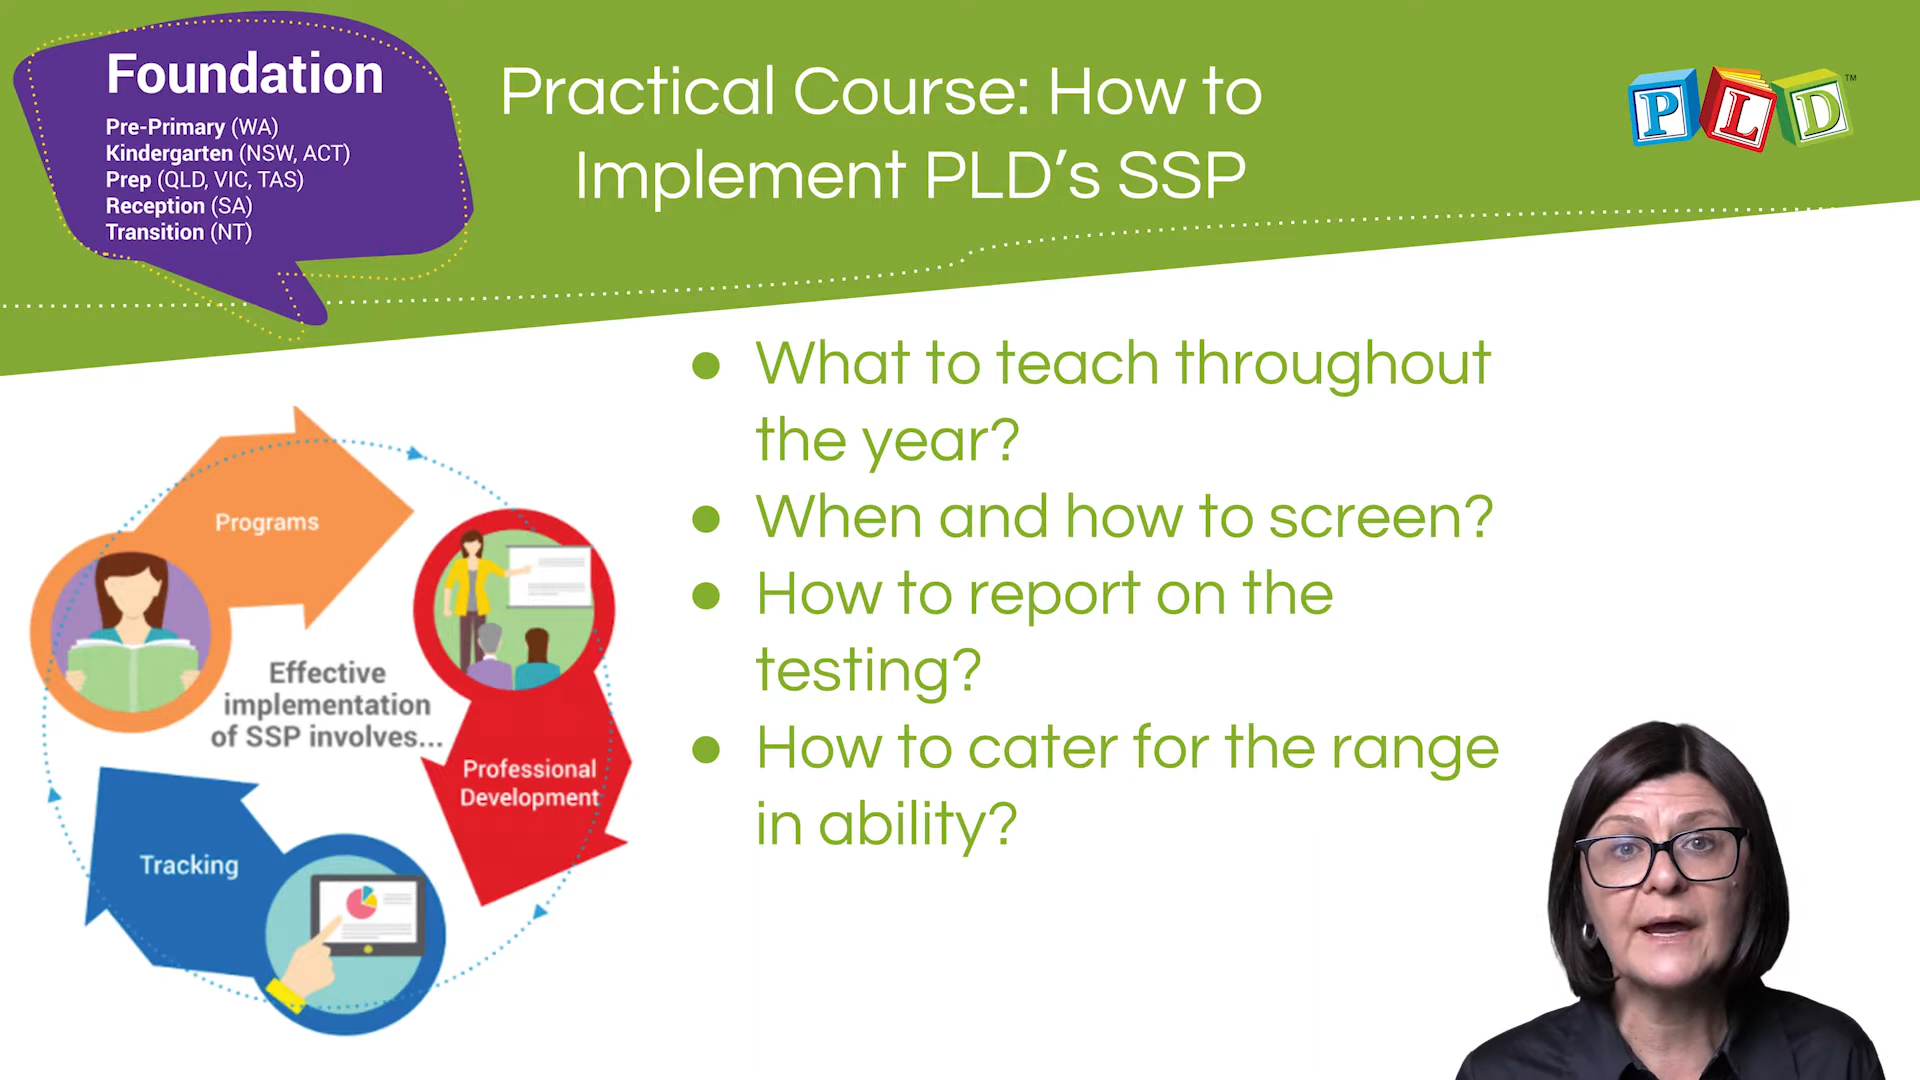 Foundation
Pre-Primary (WA)
Kindergarten (NSW, ACT)
Prep (QLD, VIC, TAS)
Reception (SA)
Transition (NT)
Practical Course: How to
Implement PLD’s SSP
PLD™
What to teach throughout
the year?
When and how to screen?
How to report on the
testing?
How to cater for the range
in ability?
Programs
Effective
implementation
of SSP involves...
Professional
Development
Tracking